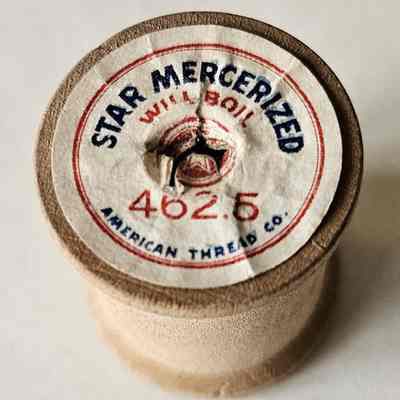 STAR MERCERIZED
WILL BOIL
462.5
AMERICAN THREAD CO.